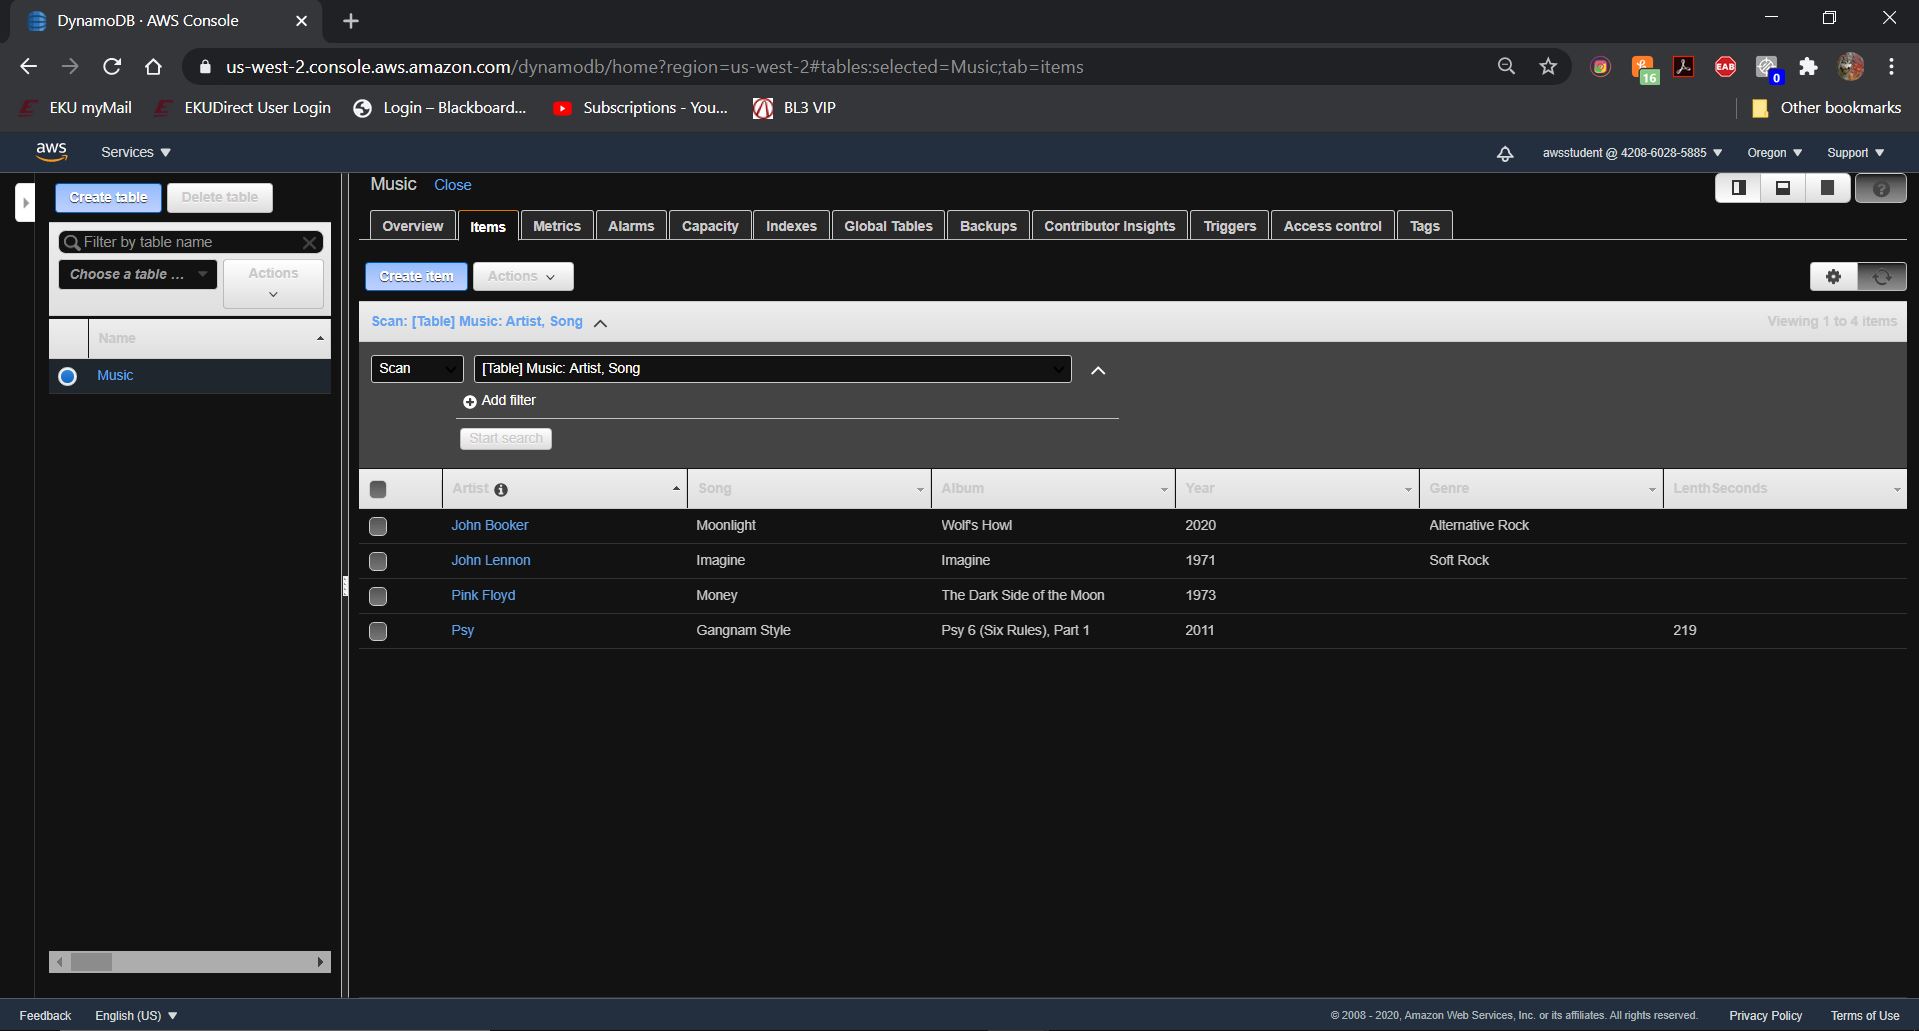 DynamoDB · AWS Console
us-west-2.console.aws.amazon.com/dynamodb/home?region=us-west-2#tables:selected=Music;tab=items
EAB
16
0
EKU myMail
EKUDirect User Login
Login – Blackboard...
Subscriptions - You...
BL3 VIP
Other bookmarks
aws
Services
awsstudent @ 4208-6028-5885
Oregon
Support
Create table
Delete table
Filter by table name
Choose a table ...
Actions
Name
Music
Music Close
Overview
Items
Metrics
Alarms
Capacity
Indexes
Global Tables
Backups
Contributor Insights
Triggers
Access control
Tags
Create item
Actions
Scan: [Table] Music: Artist, Song
Viewing 1 to 4 items
Scan
[Table] Music: Artist, Song
Add filter
Start search
Artist Song Album Year Genre LenthSeconds
John Booker Moonlight Wolf's Howl 2020 Alternative Rock
John Lennon Imagine Imagine 1971 Soft Rock
Pink Floyd Money The Dark Side of the Moon 1973
Psy Gangnam Style Psy 6 (Six Rules), Part 1 2011 219
Feedback
English (US)
© 2008 - 2020, Amazon Web Services, Inc. or its affiliates. All rights reserved.
Privacy Policy
Terms of Use